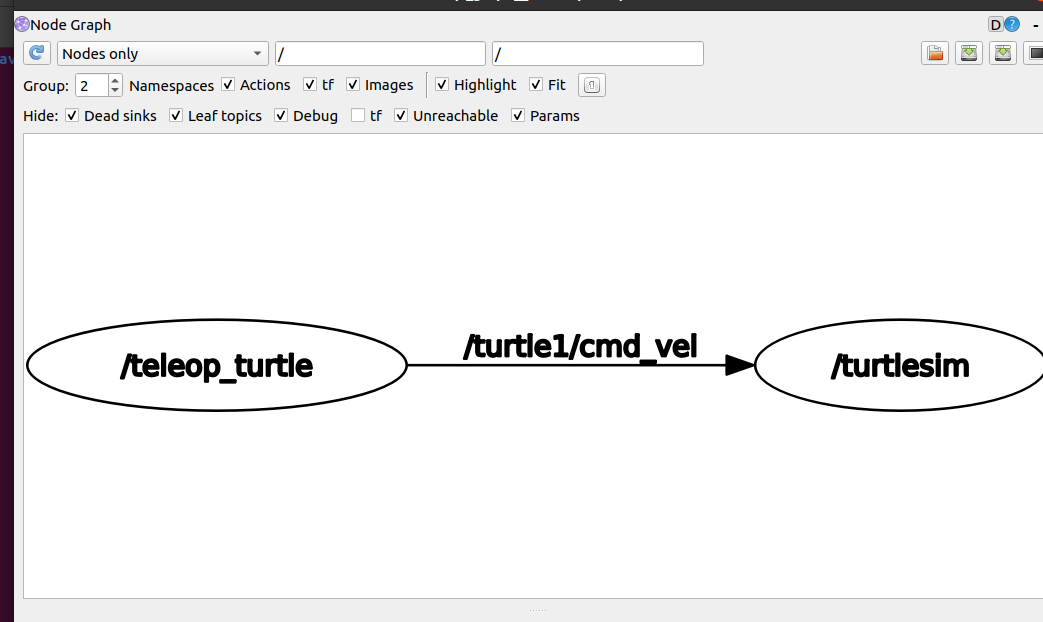 Node Graph D ? -
Nodes only / /
Group: 2 Namespaces Actions tf Images Highlight Fit
Hide: Dead sinks Leaf topics Debug tf Unreachable Params
/teleop_turtle /turtle1/cmd_vel /turtlesim